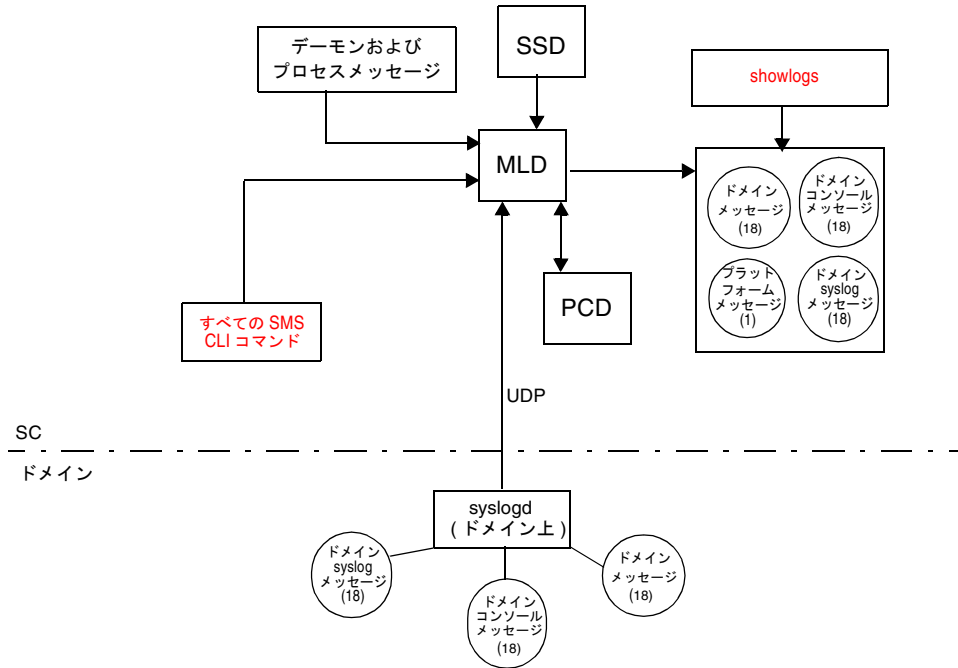 デーモンおよび
プロセスメッセージ
SSD
showlogs
MLD
ドメイン
メッセージ
(18)
ドメイン
コンソール
メッセージ
(18)
プラット
フォーム
メッセージ
(1)
ドメイン
syslog
メッセージ
(18)
PCD
すべての SMS
CLI コマンド
UDP
SC
ドメイン
syslogd
( ドメイン上 )
ドメイン
syslog
メッセージ
(18)
ドメイン
コンソール
メッセージ
(18)
ドメイン
メッセージ
(18)